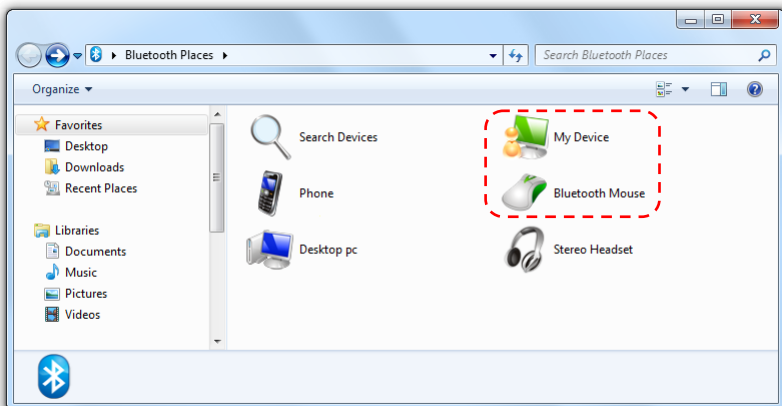 Bluetooth Places
Search Bluetooth Places
Organize
Favorites
Desktop
Downloads
Recent Places
Libraries
Documents
Music
Pictures
Videos
Search Devices
My Device
Phone
Bluetooth Mouse
Desktop pc
Stereo Headset